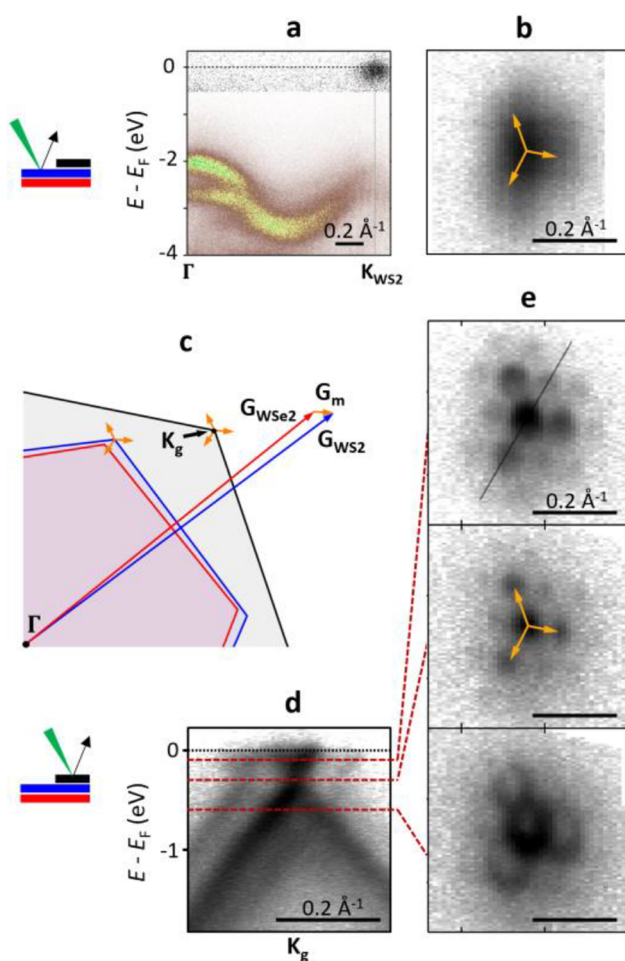 a
b
0
-2
-4
E - E_F (eV)
0.2 Å⁻¹
Γ
K_WS2
0.2 Å⁻¹
c
e
G_WSe2
G_m
G_WS2
K_g
Γ
0.2 Å⁻¹
d
0
-1
E - E_F (eV)
0.2 Å⁻¹
K_g